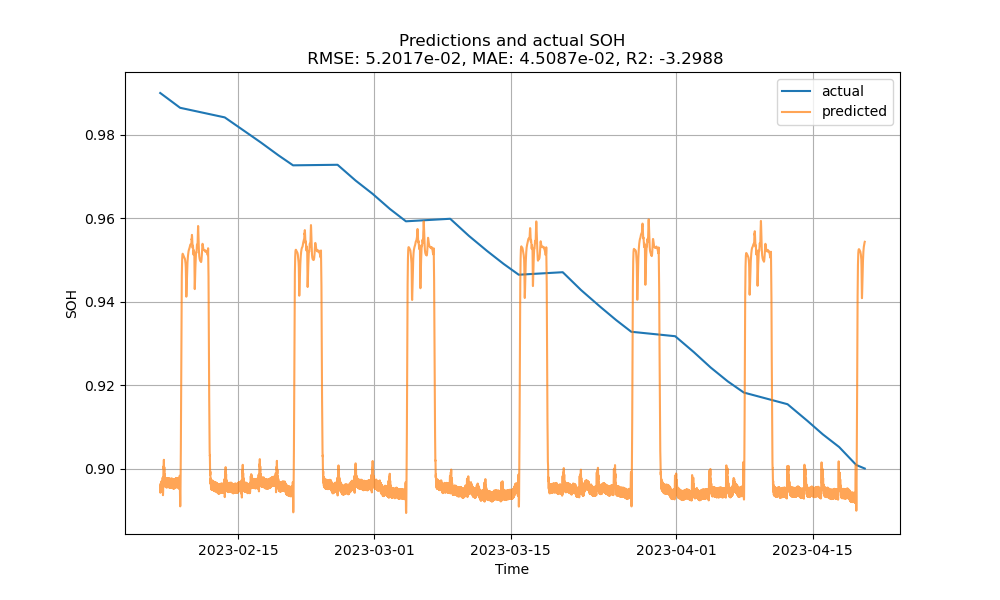 Predictions and actual SOH
RMSE: 5.2017e-02, MAE: 4.5087e-02, R2: -3.2988
actual
predicted
SOH
0.98
0.96
0.94
0.92
0.90
2023-02-15
2023-03-01
2023-03-15
2023-04-01
2023-04-15
Time